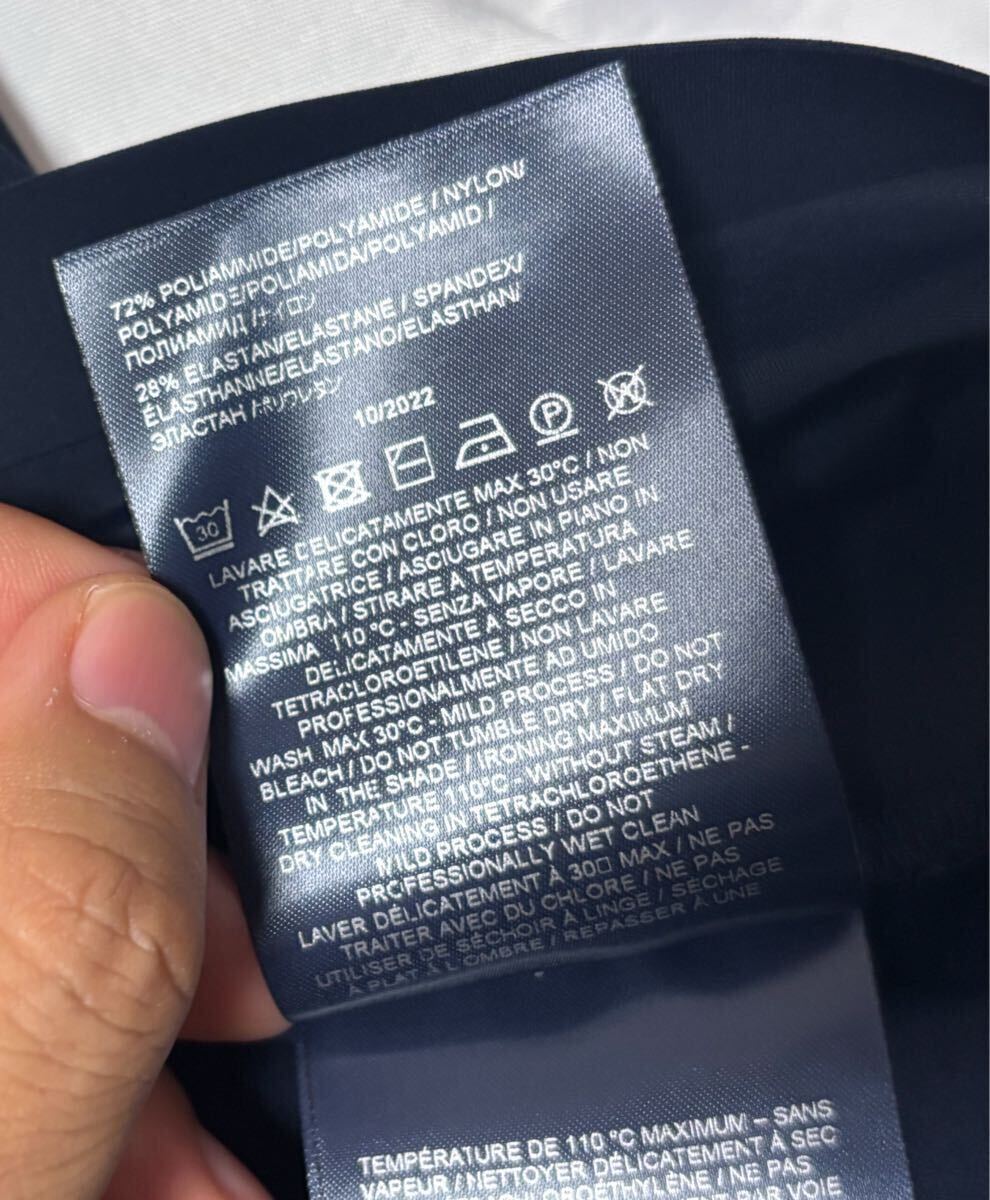 72% POLIAMMIDE/POLYAMIDE / NYLON/
POLYAMIDE/POLIAMIDA/POLYAMID /
ПОЛИАМИД /ナイロン
28% ELASTAN/ELASTANE / SPANDEX/
ÉLASTHANNE/ELASTANO/ELASTHAN/
ЭЛАСТАН /ポリウレタン
10/2022
30
P
LAVARE DELICATAMENTE MAX 30°C / NON
TRATTARE CON CLORO / NON USARE
ASCIUGATRICE / ASCIUGARE IN PIANO IN
OMBRA / STIRARE A TEMPERATURA
MASSIMA 110 °C - SENZA VAPORE / LAVARE
DELICATAMENTE A SECCO IN
TETRACLOROETILENE / NON LAVARE
PROFESSIONALMENTE AD UMIDO
WASH MAX 30°C - MILD PROCESS / DO NOT
BLEACH / DO NOT TUMBLE DRY / FLAT DRY
IN THE SHADE / IRONING MAXIMUM
TEMPERATURE 110°C - WITHOUT STEAM /
DRY CLEANING IN TETRACHLOROETHENE -
MILD PROCESS / DO NOT
PROFESSIONALLY WET CLEAN
LAVER DÉLICATEMENT À 30□ MAX / NE PAS
TRAITER AVEC DU CHLORE / NE PAS
UTILISER DE SÉCHOIR À LINGE / SÉCHAGE
À PLAT À L'OMBRE / REPASSER À UNE
TEMPÉRATURE DE 110 °C MAXIMUM – SANS
VAPEUR / NETTOYER DÉLICATEMENT À SEC
/ NE PAS
PAR VOIE